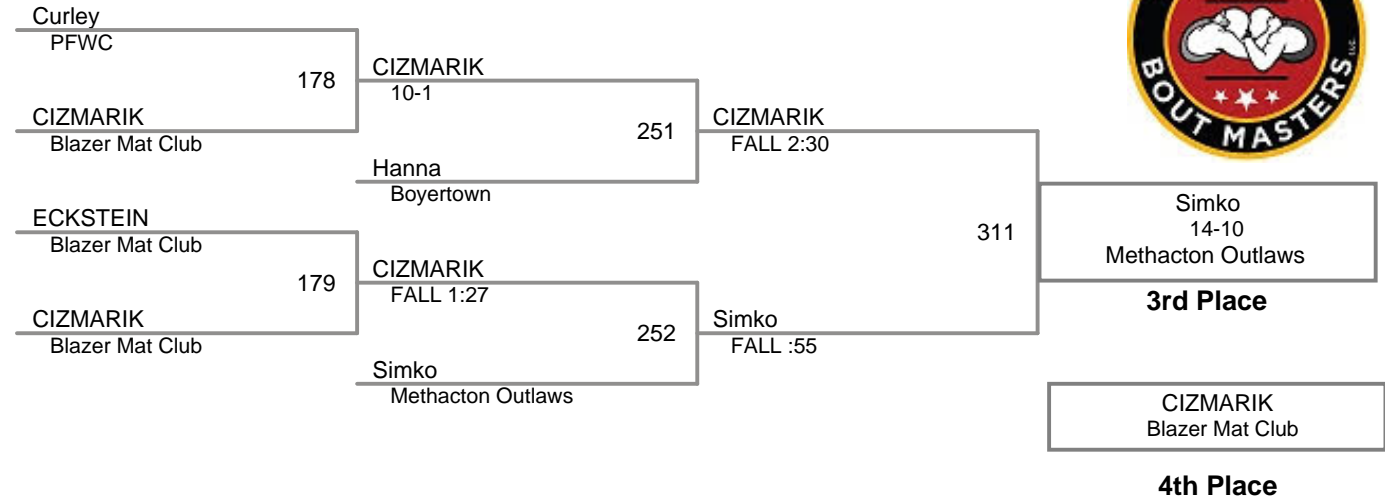 Curley
PFWC
178
CIZMARIK
Blazer Mat Club
CIZMARIK
10-1
251
Hanna
Boyertown
CIZMARIK
FALL 2:30
ECKSTEIN
Blazer Mat Club
179
CIZMARIK
Blazer Mat Club
CIZMARIK
FALL 1:27
252
Simko
Methacton Outlaws
Simko
FALL :55
311
BOUT MASTERS
Simko
14-10
Methacton Outlaws
3rd Place
CIZMARIK
Blazer Mat Club
4th Place